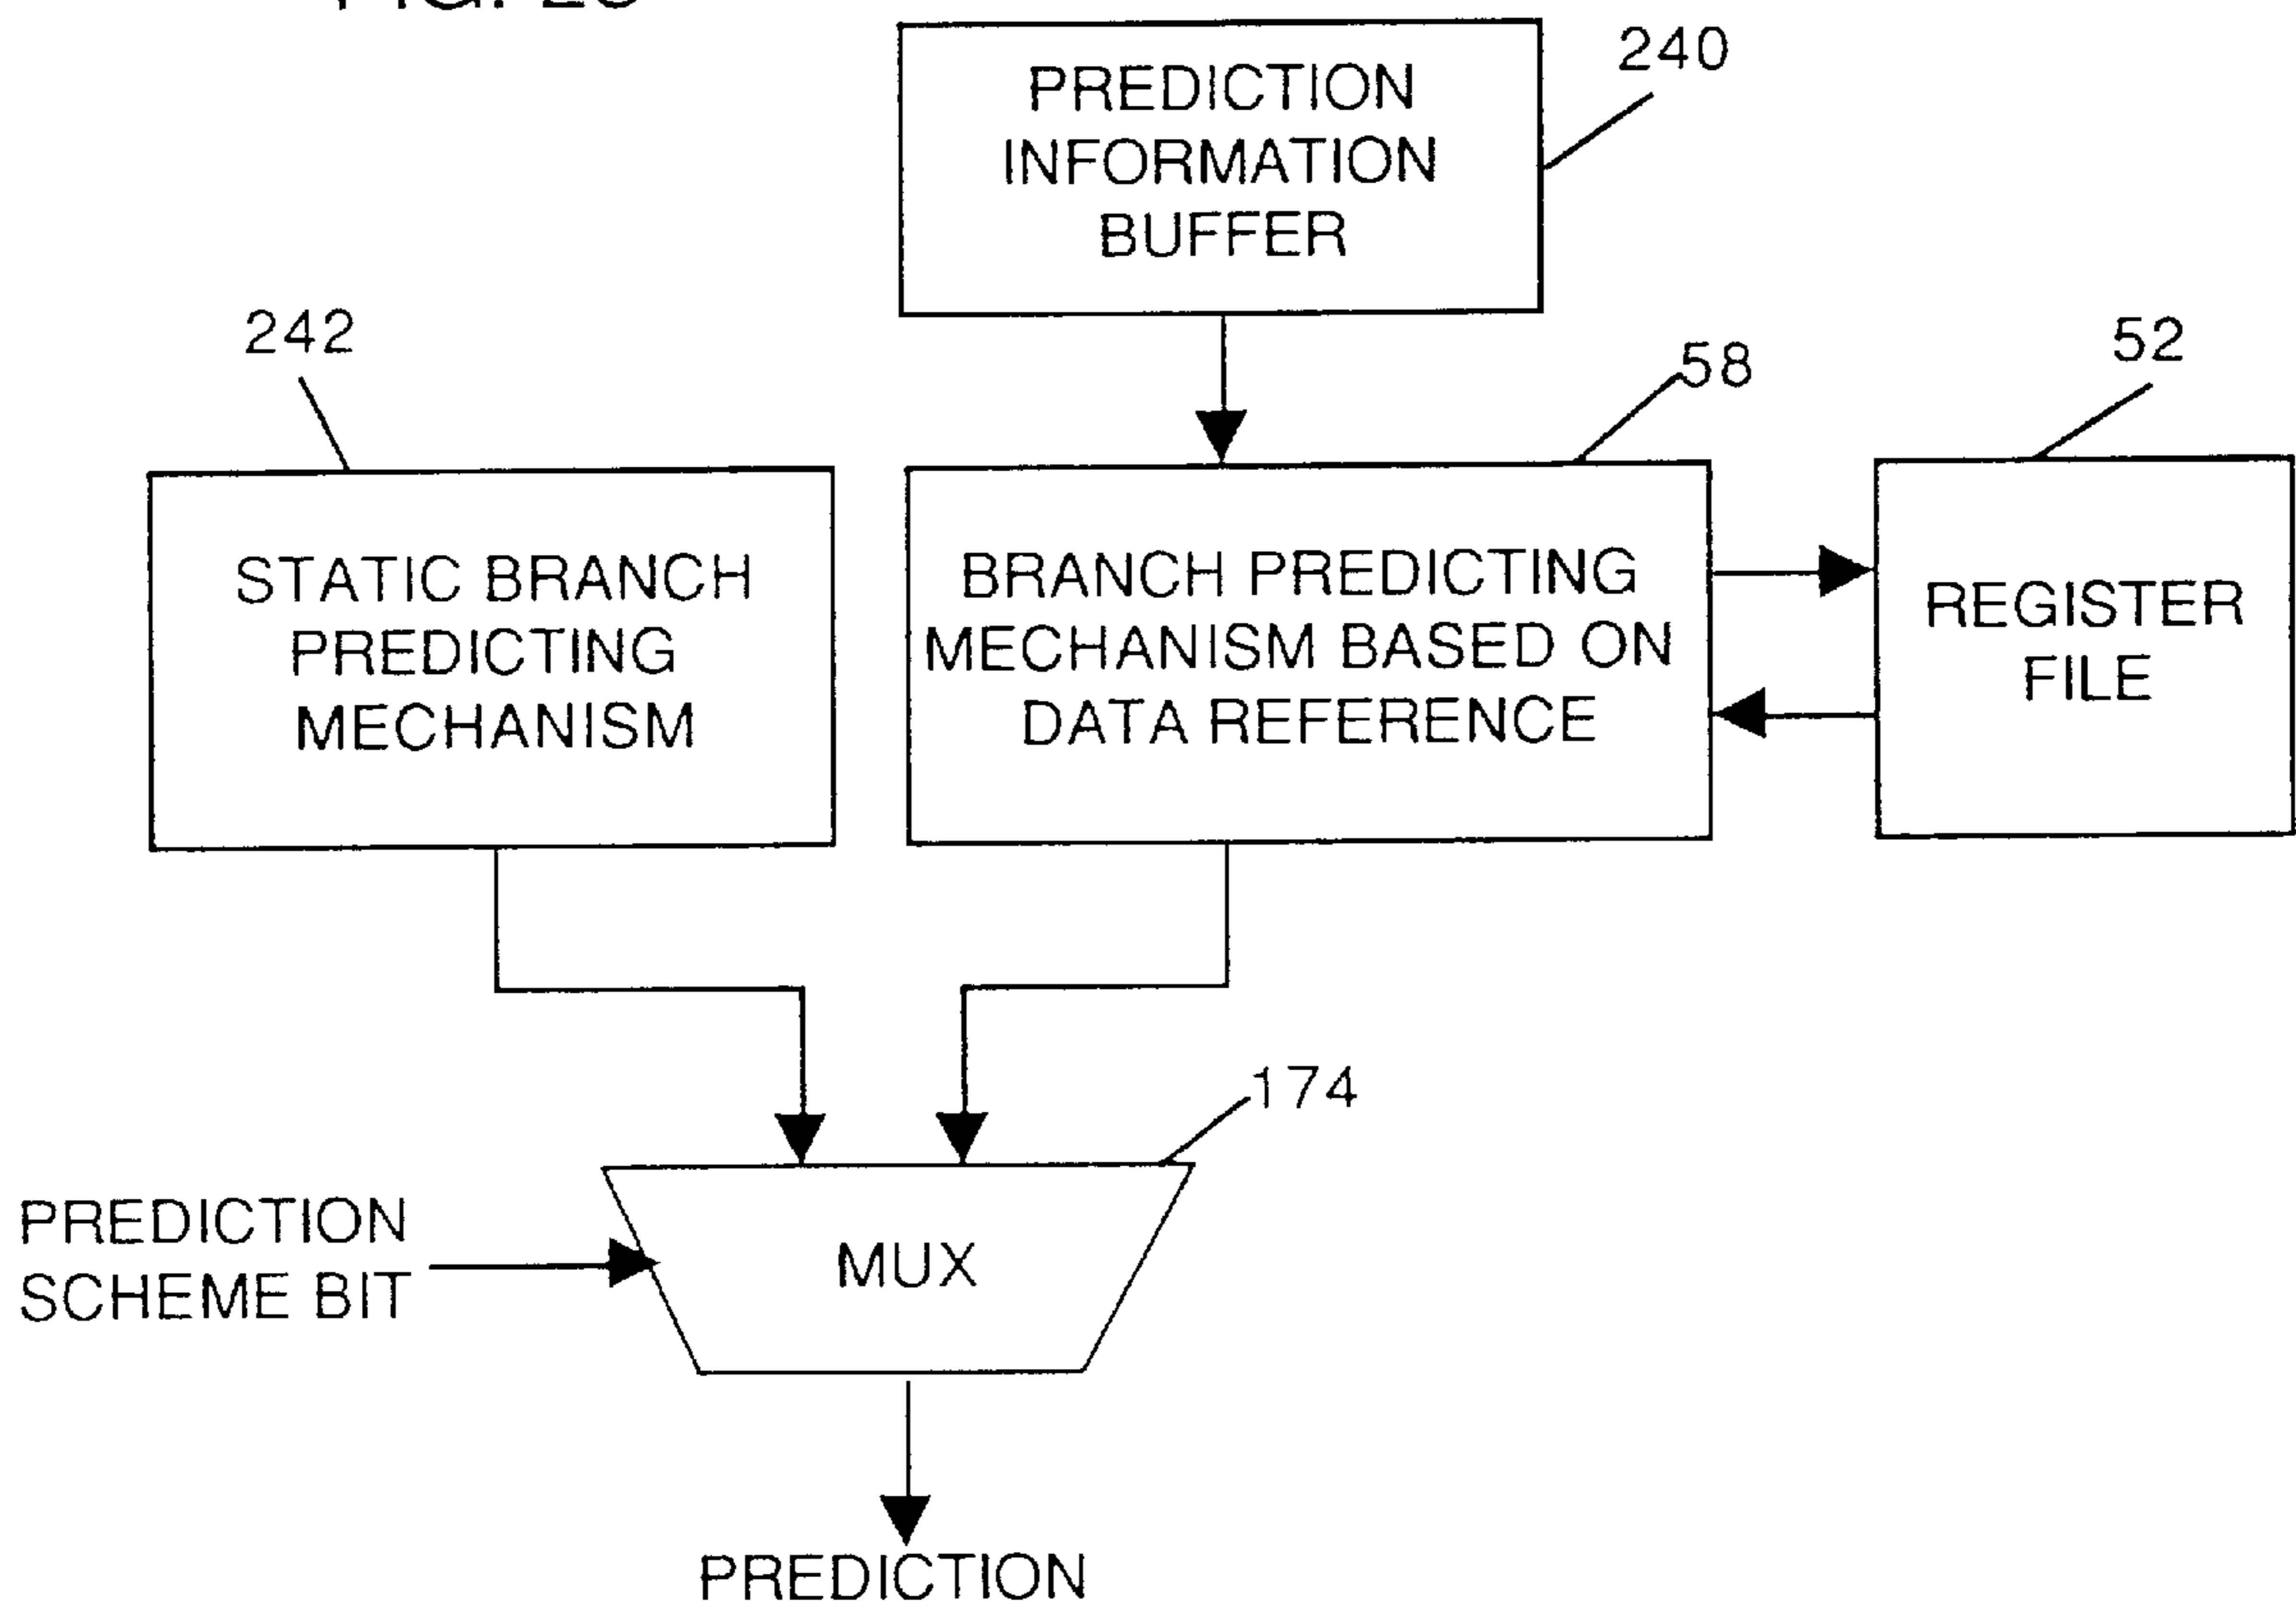 240
PREDICTION
INFORMATION
BUFFER
242
58
52
STATIC BRANCH
PREDICTING
MECHANISM
BRANCH PREDICTING
MECHANISM BASED ON
DATA REFERENCE
REGISTER
FILE
174
PREDICTION
SCHEME BIT
MUX
PREDICTION